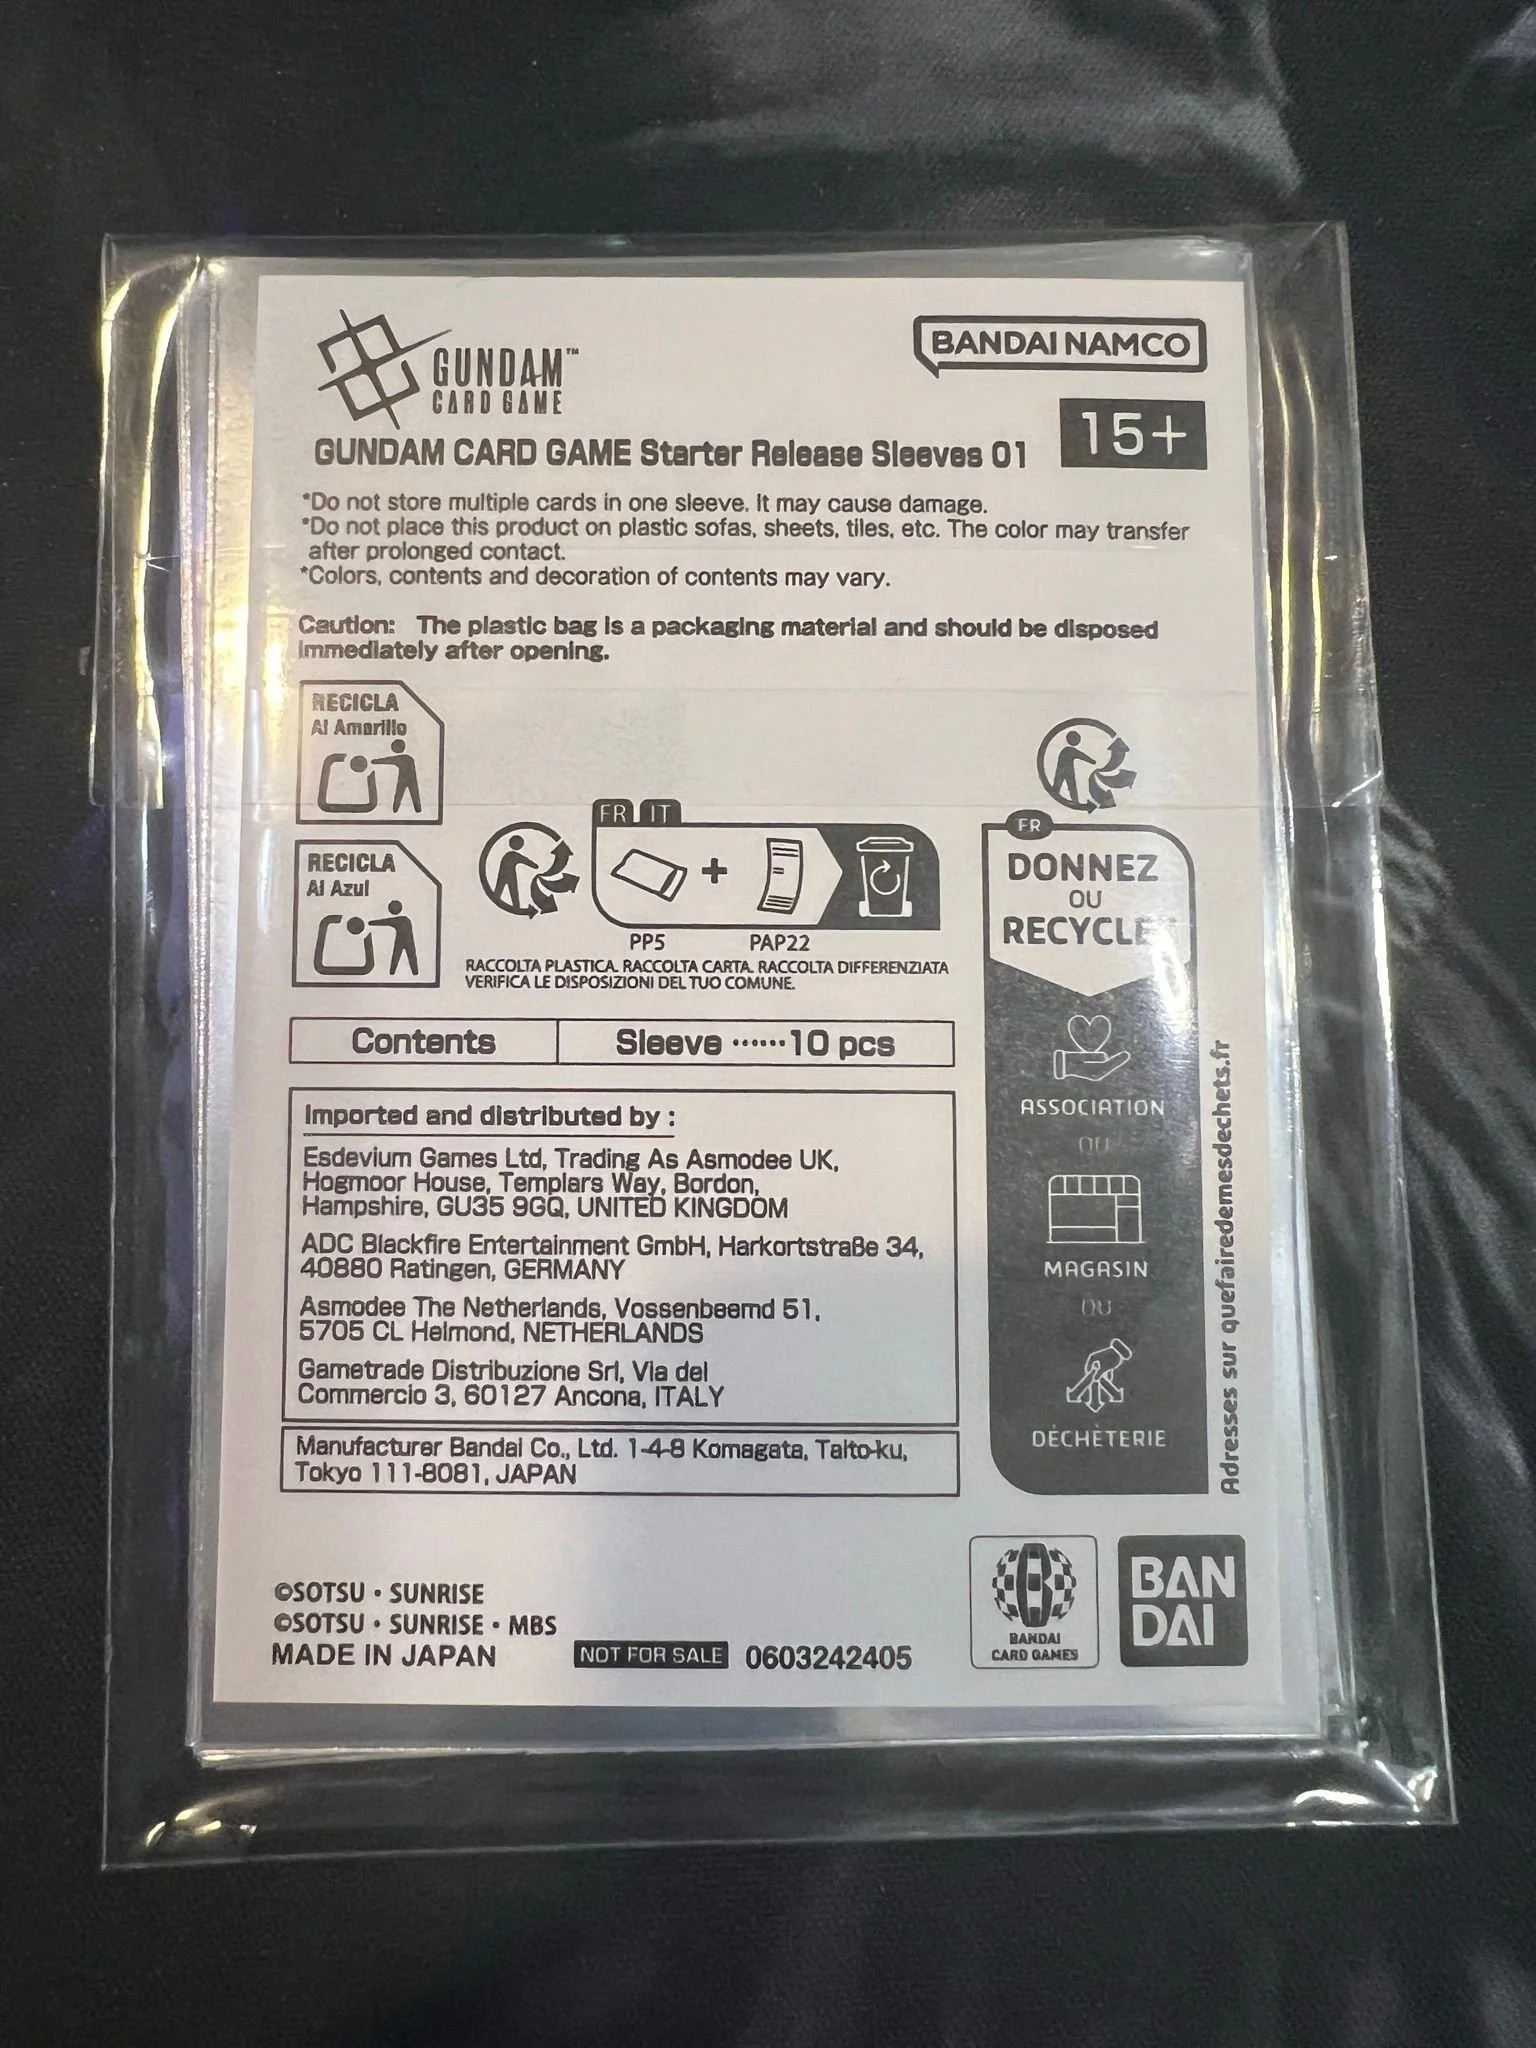 GUNDAM™
CARD GAME
BANDAI NAMCO
15+
GUNDAM CARD GAME Starter Release Sleeves 01
*Do not store multiple cards in one sleeve. It may cause damage.
*Do not place this product on plastic sofas, sheets, tiles, etc. The color may transfer
after prolonged contact.
*Colors, contents and decoration of contents may vary.
Caution: The plastic bag is a packaging material and should be disposed
immediately after opening.
RECICLA
Al Amarillo
RECICLA
Al Azul
FR IT
+
PP5 PAP22
RACCOLTA PLASTICA. RACCOLTA CARTA. RACCOLTA DIFFERENZIATA
VERIFICA LE DISPOSIZIONI DEL TUO COMUNE.
FR
DONNEZ
OU
ASSOCIATION
OU
MAGASIN
OU
DÉCHÈTERIE
Adresses sur quefairedemesdechets.fr
Contents Sleeve ······10 pcs
Imported and distributed by :
Esdevium Games Ltd, Trading As Asmodee UK,
Hogmoor House, Templars Way, Bordon,
Hampshire, GU35 9GQ, UNITED KINGDOM
ADC Blackfire Entertainment GmbH, Harkortstraße 34,
40880 Ratingen, GERMANY
Asmodee The Netherlands, Vossenbeemd 51,
5705 CL Helmond, NETHERLANDS
Gametrade Distribuzione Srl, Via del
Commercio 3, 60127 Ancona, ITALY
Manufacturer Bandai Co., Ltd. 1-4-8 Komagata, Taito-ku,
Tokyo 111-8081, JAPAN
©SOTSU・SUNRISE
©SOTSU・SUNRISE・MBS
MADE IN JAPAN
NOT FOR SALE
0603242405
BANDAI
CARD GAMES
BAN
DAI